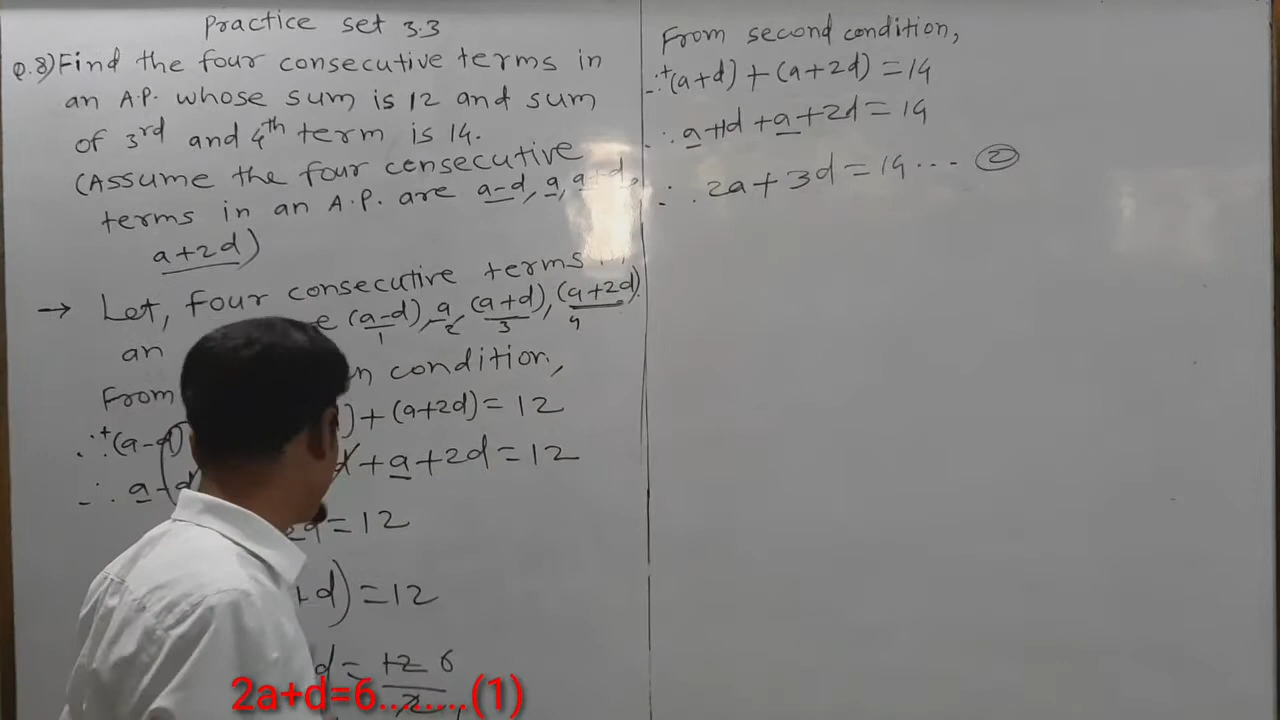 Practice set 3.3
Q.8) Find the four consecutive terms in
an A.P. whose sum is 12 and sum
of 3rd and 4th term is 14.
(Assume the four consecutive
terms in an A.P. are a-d, a, a+d,
a+2d)
→ Let, four consecutive terms
an (a-d), a, (a+d), (a+2d)
1 2 3 4
From condition,
∴ (a-d) ) + (a+2d) = 12
∴ a-d + a + 2d = 12
= 12
+d) = 12
d = 12 6
2
2a+d=6........(1)
From second condition,
∴ (a+d) + (a+2d) = 14
∴ a+1d + a + 2d = 14
∴ 2a + 3d = 14 ... ②